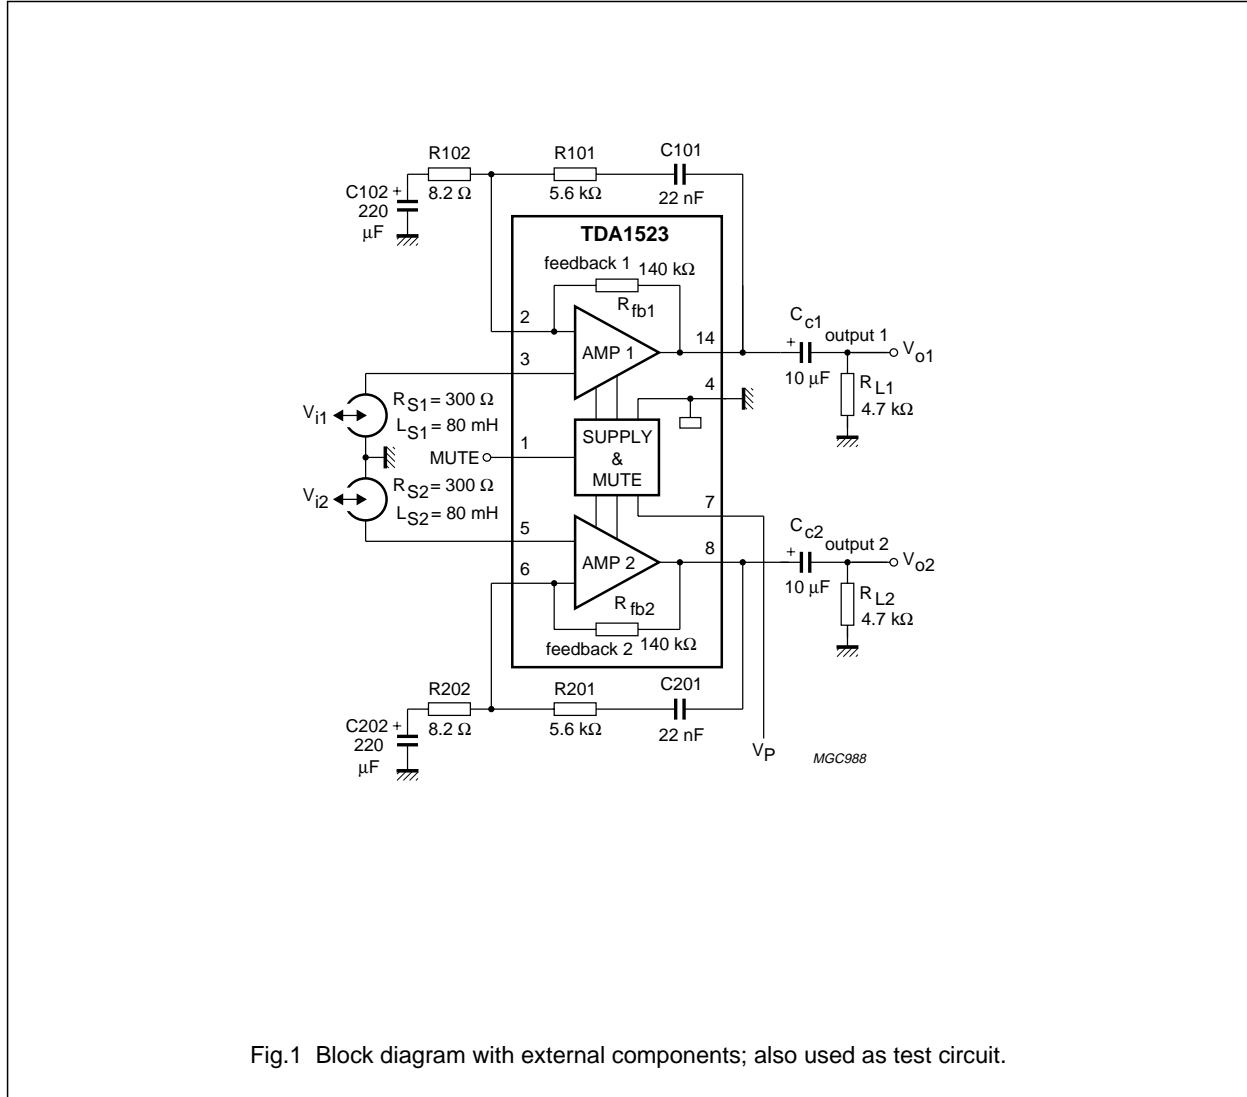 R102
R101
C101
8.2 Ω
5.6 kΩ
22 nF
C102 +
220
μF
TDA1523
feedback 1
140 kΩ
R fb1
2
AMP 1
14
3
C c1
output 1
+
10 μF
V o1
R L1
4.7 kΩ
4
V i1
R S1 = 300 Ω
L S1 = 80 mH
MUTE
1
SUPPLY
&
MUTE
V i2
R S2 = 300 Ω
L S2 = 80 mH
7
5
AMP 2
8
6
C c2
output 2
+
10 μF
V o2
R L2
4.7 kΩ
R fb2
feedback 2
140 kΩ
R202
R201
C201
8.2 Ω
5.6 kΩ
22 nF
C202 +
220
μF
VP
MGC988
Fig.1 Block diagram with external components; also used as test circuit.